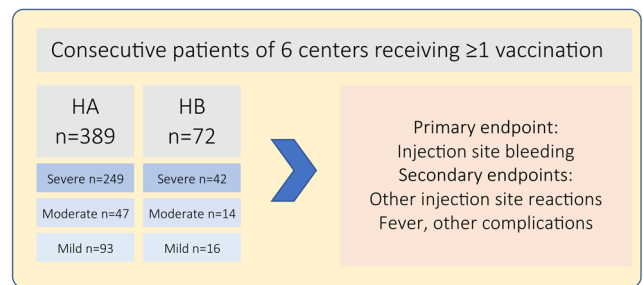 Consecutive patients of 6 centers receiving ≥1 vaccination
HA
n=389
HB
n=72
Severe n=249
Severe n=42
Moderate n=47
Moderate n=14
Mild n=93
Mild n=16
Primary endpoint:
Injection site bleeding
Secondary endpoints:
Other injection site reactions
Fever, other complications